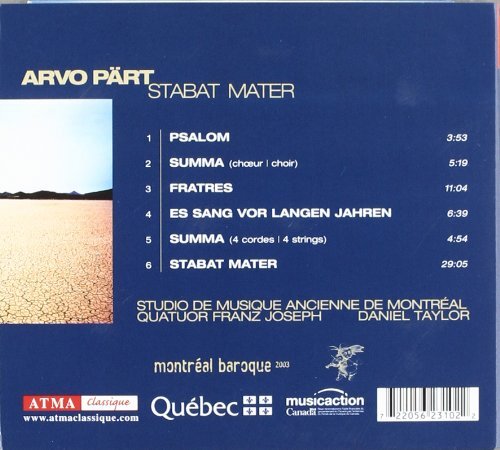 ARVO PÄRT
STABAT MATER
1 PSALOM 3:53
2 SUMMA (chœur | choir) 5:19
3 FRATRES 11:04
4 ES SANG VOR LANGEN JAHREN 6:39
5 SUMMA (4 cordes | 4 strings) 4:54
6 STABAT MATER 29:05
STUDIO DE MUSIQUE ANCIENNE DE MONTRÉAL
QUATUOR FRANZ JOSEPH DANIEL TAYLOR
montréal baroque 2003
ATMA Classique
www.atmaclassique.com
Québec
musicaction
Canada
7 22056 23102 2